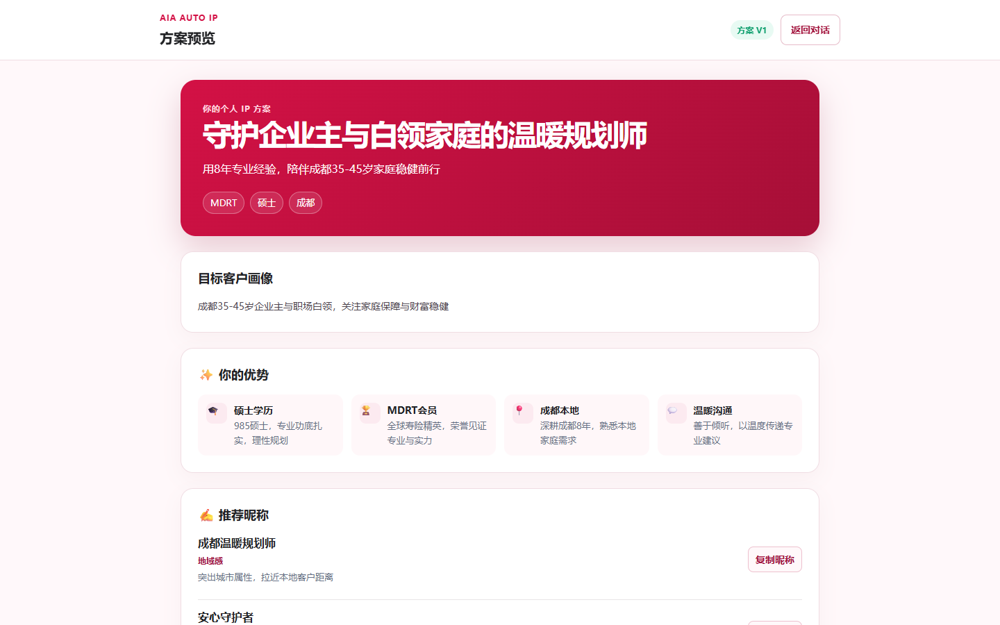 AIA AUTO IP
方案预览
方案 V1
返回对话
你的个人 IP 方案
守护企业主与白领家庭的温暖规划师
用8年专业经验，陪伴成都35-45岁家庭稳健前行
MDRT
硕士
成都
目标客户画像
成都35-45岁企业主与职场白领，关注家庭保障与财富稳健
你的优势
硕士学历
985硕士，专业功底扎
实，理性规划
MDRT会员
全球寿险精英，荣誉见证
专业与实力
成都本地
深耕成都8年，熟悉本地
家庭需求
温暖沟通
善于倾听，以温度传递专
业建议
推荐昵称
成都温暖规划师
地域感
突出城市属性，拉近本地客户距离
复制昵称
安心守护者